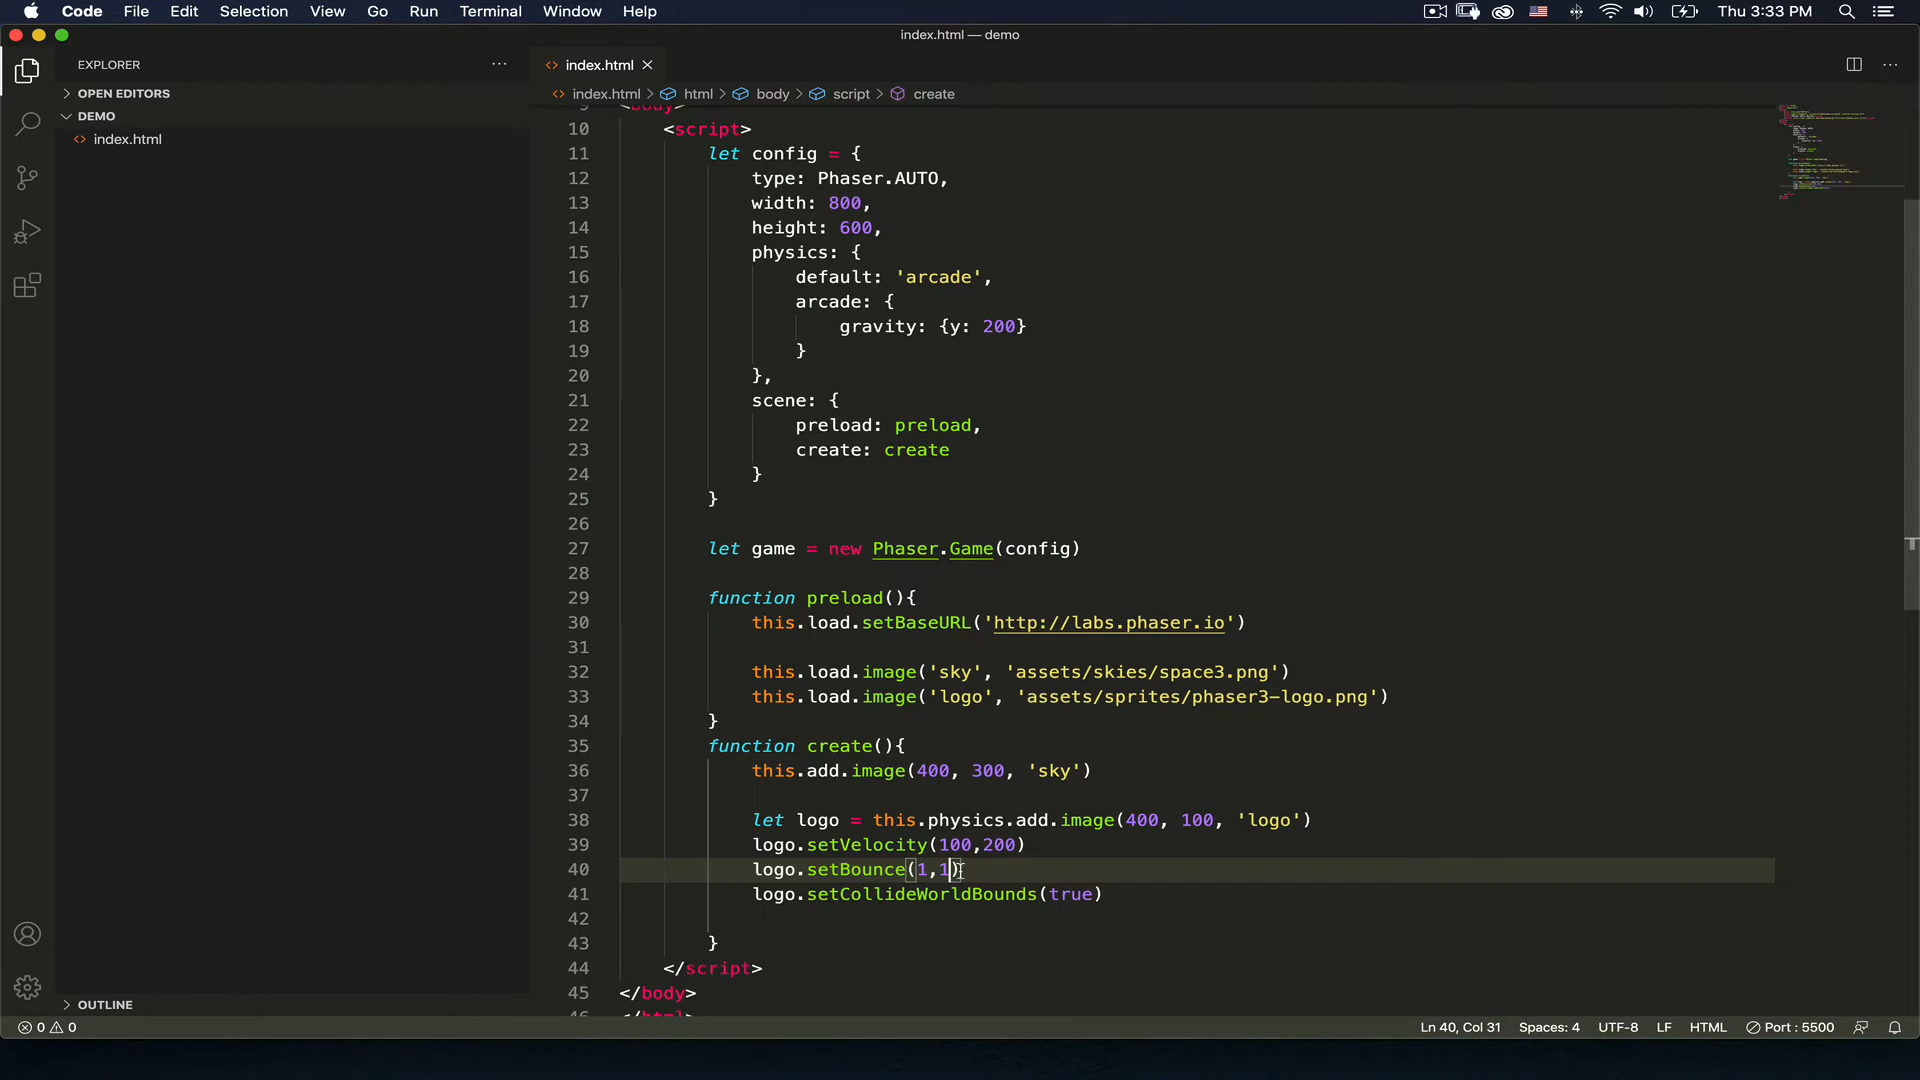 Code File Edit Selection View Go Run Terminal Window Help Thu 3:33 PM
index.html — demo
EXPLORER
OPEN EDITORS
DEMO
index.html
OUTLINE
index.html
index.html > html > body > script > create
9 <body>
10 <script>
11 let config = {
12 type: Phaser.AUTO,
13 width: 800,
14 height: 600,
15 physics: {
16 default: 'arcade',
17 arcade: {
18 gravity: {y: 200}
19 }
20 },
21 scene: {
22 preload: preload,
23 create: create
24 }
25 }
26
27 let game = new Phaser.Game(config)
28
29 function preload(){
30 this.load.setBaseURL('http://labs.phaser.io')
31
32 this.load.image('sky', 'assets/skies/space3.png')
33 this.load.image('logo', 'assets/sprites/phaser3-logo.png')
34 }
35 function create(){
36 this.add.image(400, 300, 'sky')
37
38 let logo = this.physics.add.image(400, 100, 'logo')
39 logo.setVelocity(100,200)
40 logo.setBounce(1,1)
41 logo.setCollideWorldBounds(true)
42
43 }
44 </script>
45 </body>
46 </html>
0 0 Ln 40, Col 31 Spaces: 4 UTF-8 LF HTML Port : 5500